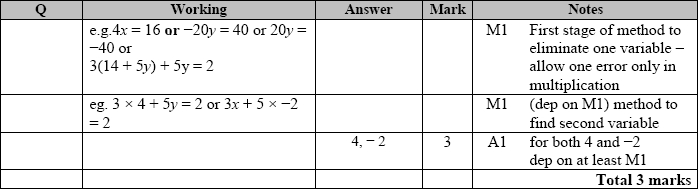 Q Working Answer Mark Notes
e.g.4x = 16 or −20y = 40 or 20y = M1 First stage of method to
−40 or eliminate one variable –
3(14 + 5y) + 5y = 2 allow one error only in
multiplication
eg. 3 × 4 + 5y = 2 or 3x + 5 × −2 M1 (dep on M1) method to
= 2 find second variable
4, − 2 3 A1 for both 4 and −2
dep on at least M1
Total 3 marks